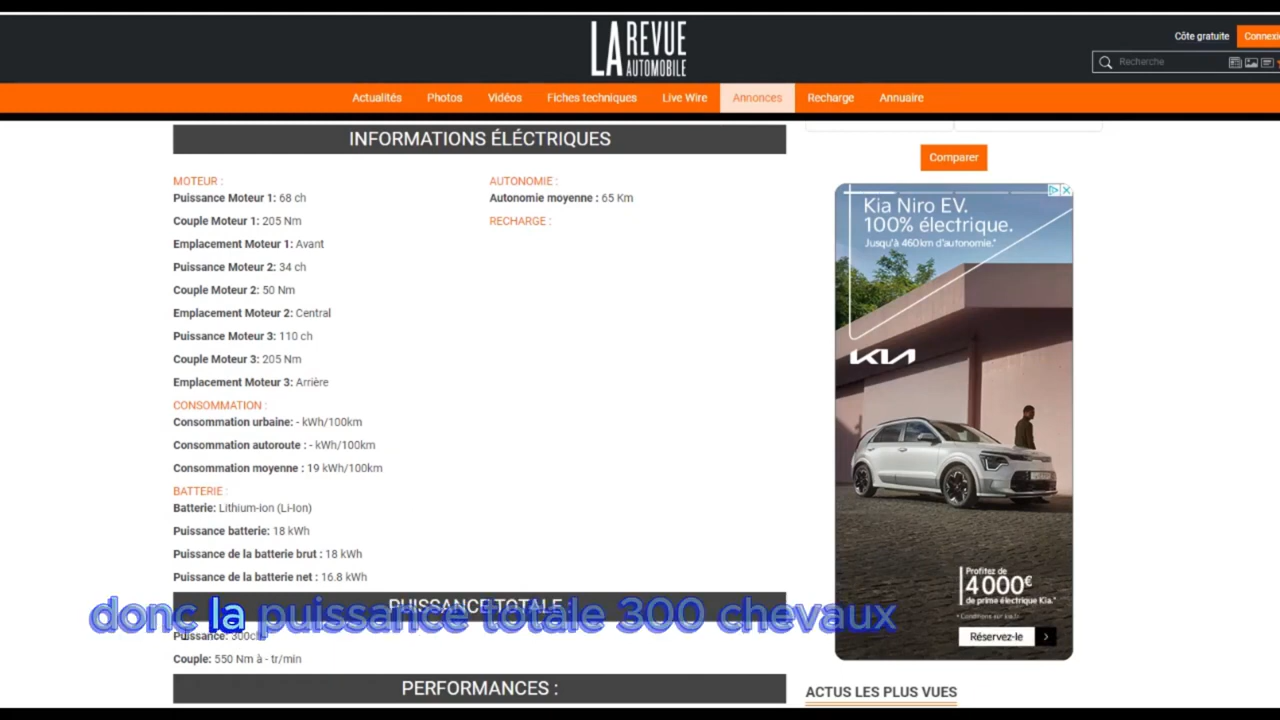 LA REVUE
AUTOMOBILE
Côte gratuite
Connexi
Recherche
Actualités
Photos
Vidéos
Fiches techniques
Live Wire
Annonces
Recharge
Annuaire
INFORMATIONS ÉLÉCTRIQUES
MOTEUR :
Puissance Moteur 1: 68 ch
Couple Moteur 1: 205 Nm
Emplacement Moteur 1: Avant
Puissance Moteur 2: 34 ch
Couple Moteur 2: 50 Nm
Emplacement Moteur 2: Central
Puissance Moteur 3: 110 ch
Couple Moteur 3: 205 Nm
Emplacement Moteur 3: Arrière
CONSOMMATION :
Consommation urbaine: - kWh/100km
Consommation autoroute : - kWh/100km
Consommation moyenne : 19 kWh/100km
BATTERIE :
Batterie: Lithium-ion (Li-Ion)
Puissance batterie: 18 kWh
Puissance de la batterie brut : 18 kWh
Puissance de la batterie net : 16.8 kWh
AUTONOMIE :
Autonomie moyenne : 65 Km
RECHARGE :
PUISSANCE TOTALE
donc la puissance totale 300 chevaux
Puissance: 300ch
Couple: 550 Nm à - tr/min
PERFORMANCES :
Comparer
Kia Niro EV.
100% électrique.
Jusqu'à 460km d'autonomie.*
KIA
Profitez de
4 000€
de prime électrique Kia.*
Réservez-le
ACTUS LES PLUS VUES